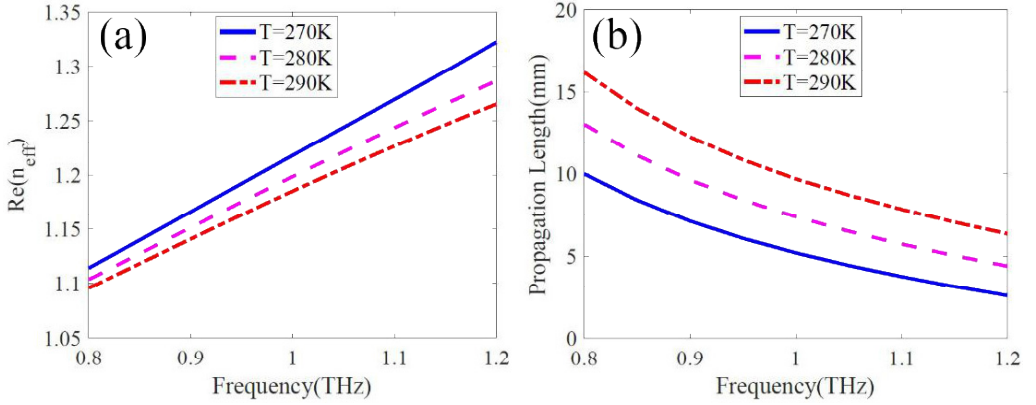 (a)
T=270K
T=280K
T=290K
Re(n_eff)
1.35
1.3
1.25
1.2
1.15
1.1
1.05
0.8
0.9
1
1.1
1.2
Frequency(THz)
(b)
T=270K
T=280K
T=290K
Propagation Length(mm)
20
15
10
5
0
0.8
0.9
1
1.1
1.2
Frequency(THz)